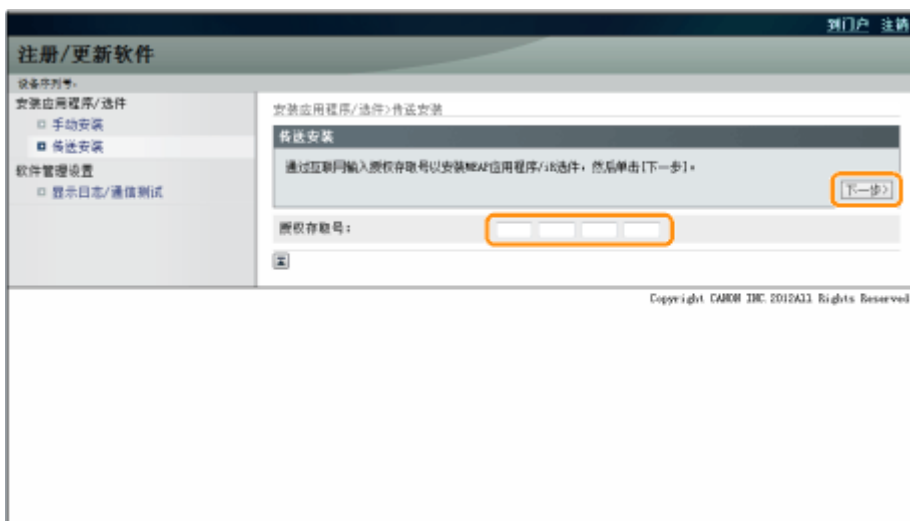 到门户 注销
注册/更新软件
设备序列号:
安装应用程序/选件
手动安装
传送安装
软件管理设置
显示日志/通信测试
安装应用程序/选件>传送安装
传送安装
通过互联网输入授权存取号以安装MEAP应用程序/iR选件，然后单击[下一步]。
下一步>
授权存取号:
Copyright CANON INC. 2012All Rights Reserved